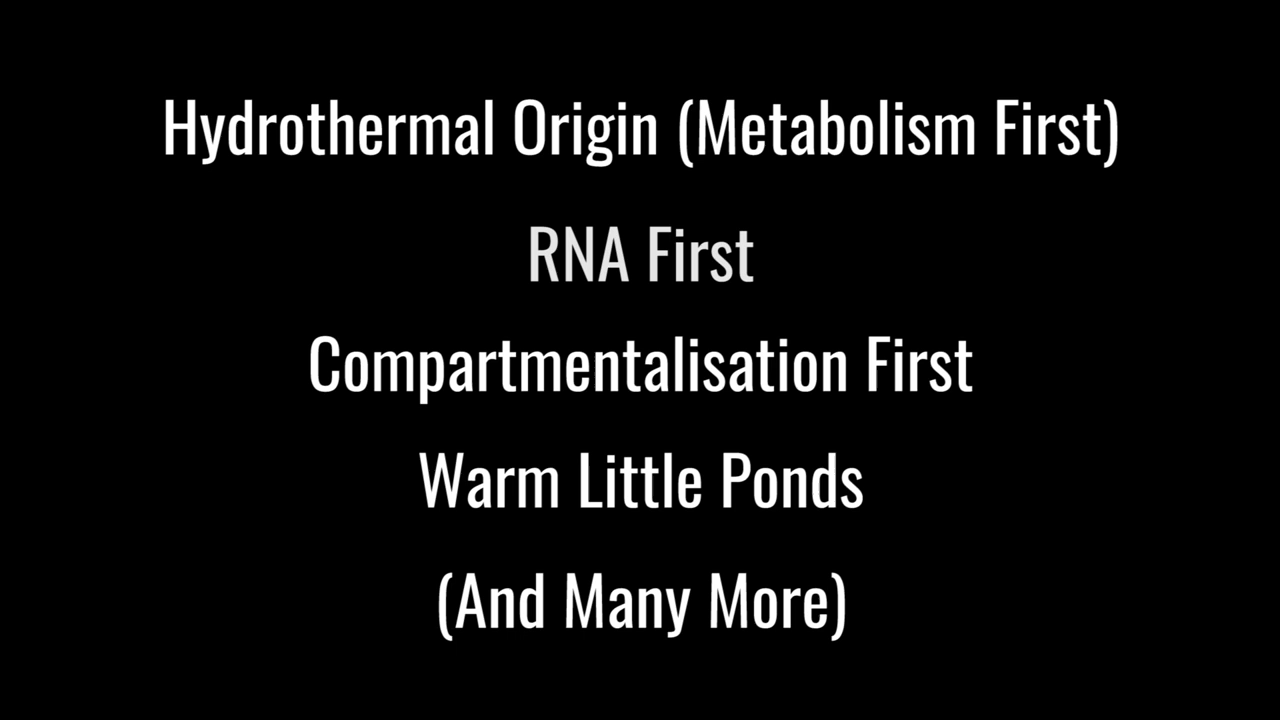 Hydrothermal Origin (Metabolism First)
RNA First
Compartmentalisation First
Warm Little Ponds
(And Many More)